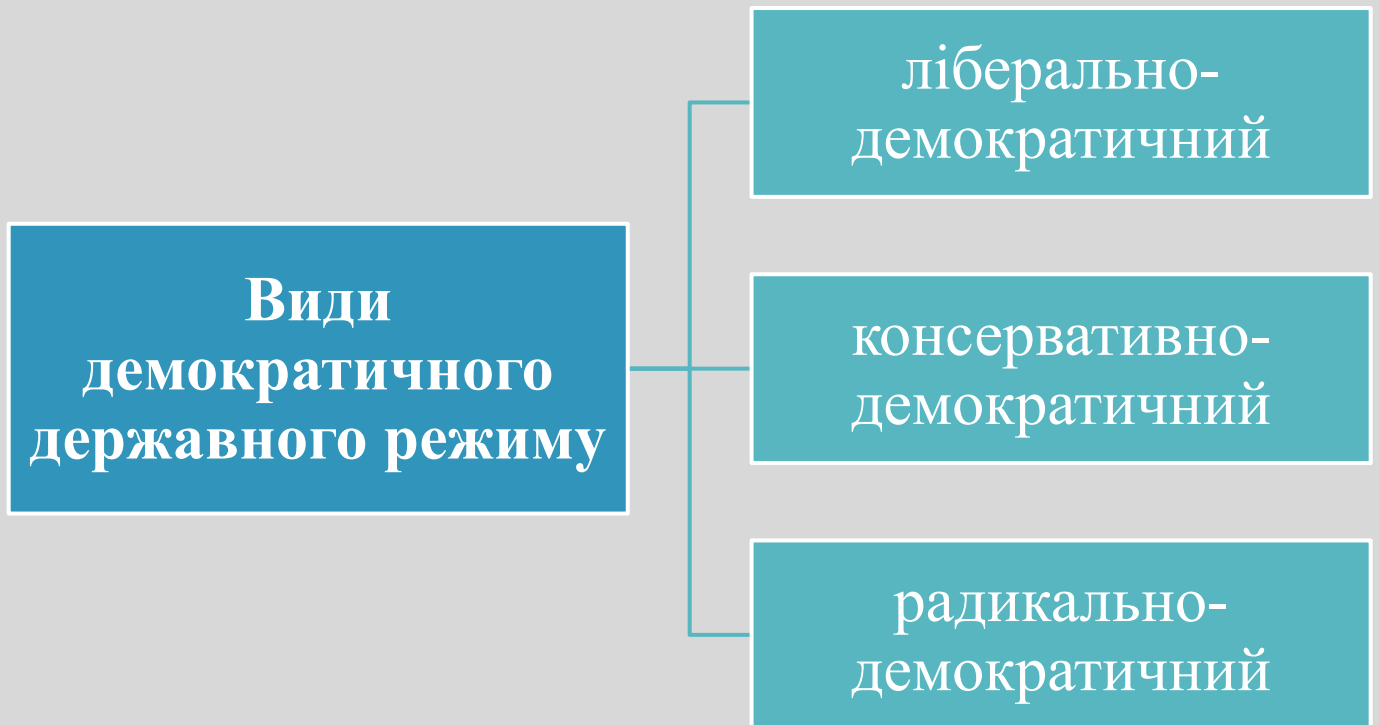 ліберально-
демократичний
Види
демократичного
державного режиму
консервативно-
демократичний
радикально-
демократичний